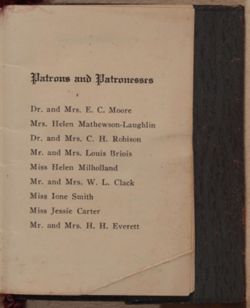 Patrons and Patronesses
Dr. and Mrs. E. C. Moore
Mrs. Helen Mathewson-Laughlin
Dr. and Mrs. C. H. Robison
Mr. and Mrs. Louis Briois
Miss Helen Milholland
Mr. and Mrs. W. L. Clack
Miss Ione Smith
Miss Jessie Carter
Mr. and Mrs. H. H. Everett